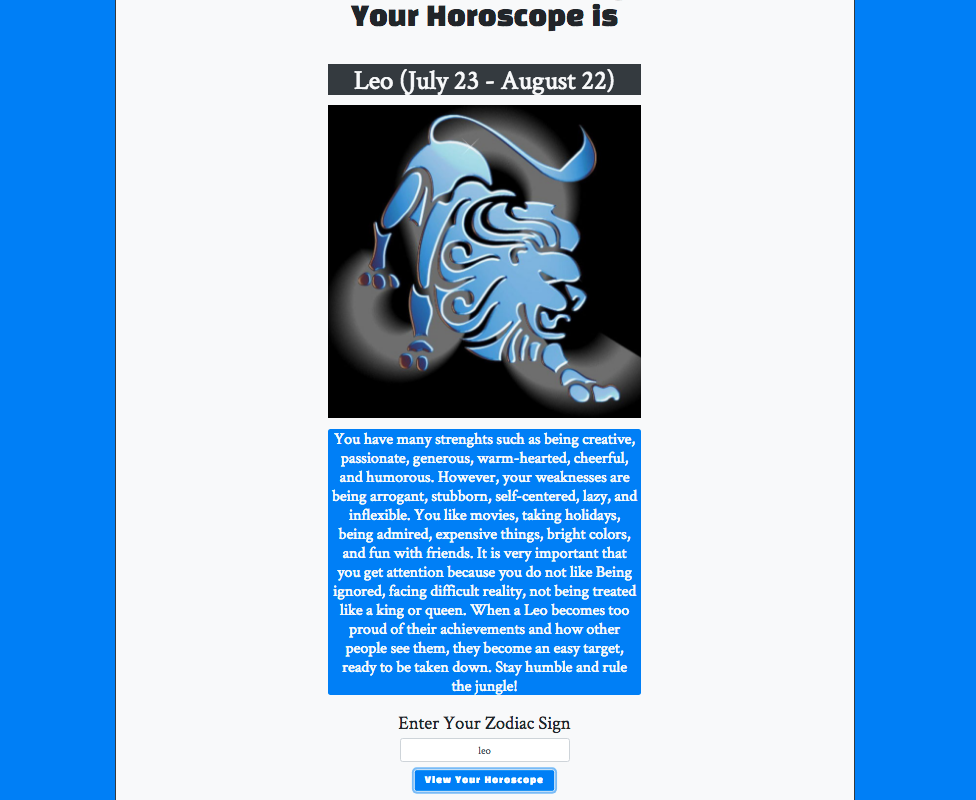 Your Horoscope is
Leo (July 23 - August 22)
You have many strenghts such as being creative,
passionate, generous, warm-hearted, cheerful,
and humorous. However, your weaknesses are
being arrogant, stubborn, self-centered, lazy, and
inflexible. You like movies, taking holidays,
being admired, expensive things, bright colors,
and fun with friends. It is very important that
you get attention because you do not like Being
ignored, facing difficult reality, not being treated
like a king or queen. When a Leo becomes too
proud of their achievements and how other
people see them, they become an easy target,
ready to be taken down. Stay humble and rule
the jungle!
Enter Your Zodiac Sign
leo
View Your Horoscope